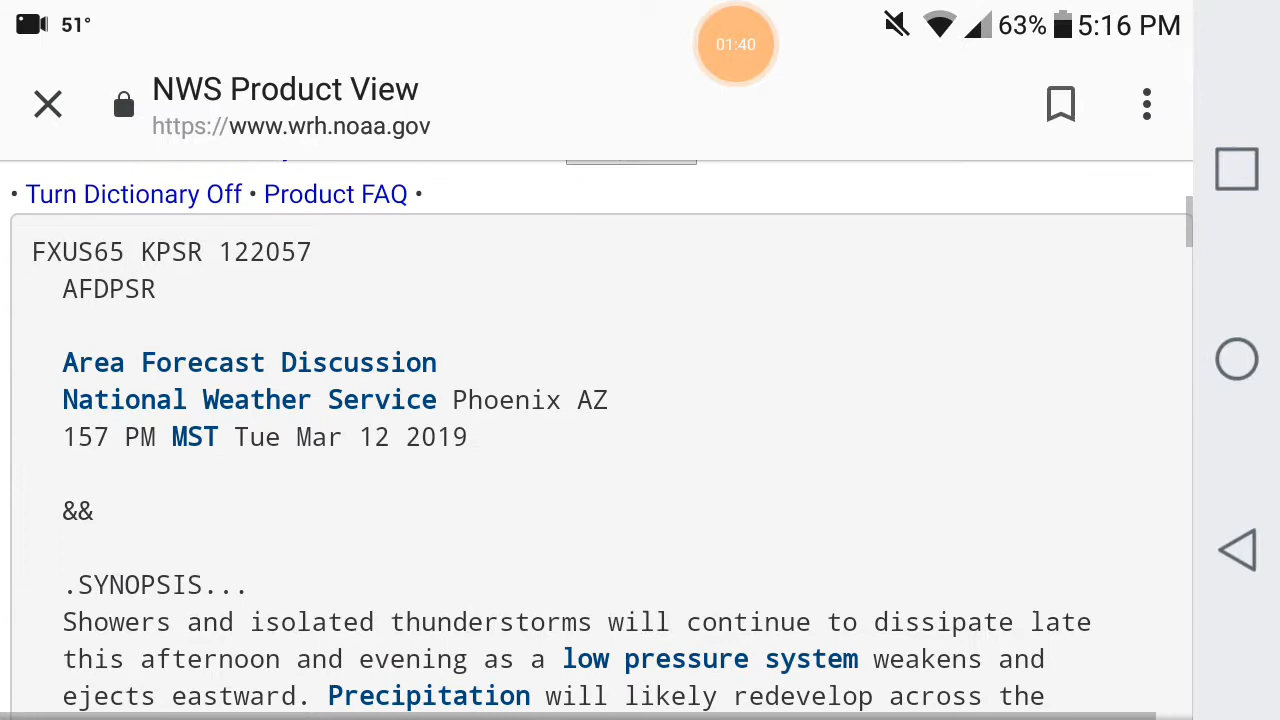 51° 01:40 63% 5:16 PM
NWS Product View
https://www.wrh.noaa.gov
• Turn Dictionary Off • Product FAQ •
FXUS65 KPSR 122057
AFDPSR
Area Forecast Discussion
National Weather Service Phoenix AZ
157 PM MST Tue Mar 12 2019
&&
.SYNOPSIS...
Showers and isolated thunderstorms will continue to dissipate late
this afternoon and evening as a low pressure system weakens and
ejects eastward. Precipitation will likely redevelop across the